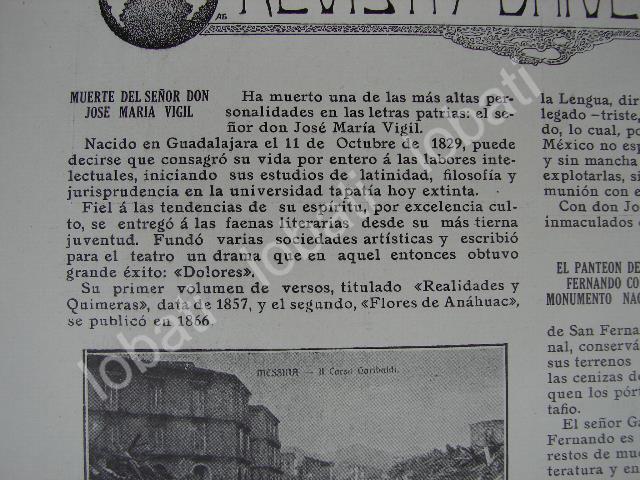 MUERTE DEL SEÑOR DON
JOSE MARIA VIGIL
Ha muerto una de las más altas per-
sonalidades en las letras patrias: el se-
ñor don José María Vigil.
Nacido en Guadalajara el 11 de Octubre de 1829, puede
decirse que consagró su vida por entero á las labores inte-
lectuales, iniciando sus estudios de latinidad, filosofía y
jurisprudencia en la universidad tapatía hoy extinta.
Fiel á las tendencias de su espíritu, por excelencia cul-
to, se entregó á las faenas literarias desde su más tierna
juventud. Fundó varias sociedades artísticas y escribió
para el teatro un drama que en aquel entonces obtuvo
grande éxito: «Dolores».
Su primer volumen de versos, titulado «Realidades y
Quimeras», data de 1857, y el segundo, «Flores de Anáhuac»,
se publicó en 1866.
MESSINA — Il Corso Garibaldi.
la Lengua, dir
legado —triste,
do, lo cual, po
México no es
y sin mancha
explotarlas, si
munión con e
Con don Jo
inmaculados
EL PANTEON DE
FERNANDO CO
MONUMENTO NAC
de San Ferna
nal, conservá
sus terrenos
las cenizas d
quen los pórt
tafio.
El señor Ga
Fernando es
restos de mue
teratura y en
lobati lobati lobati lobati